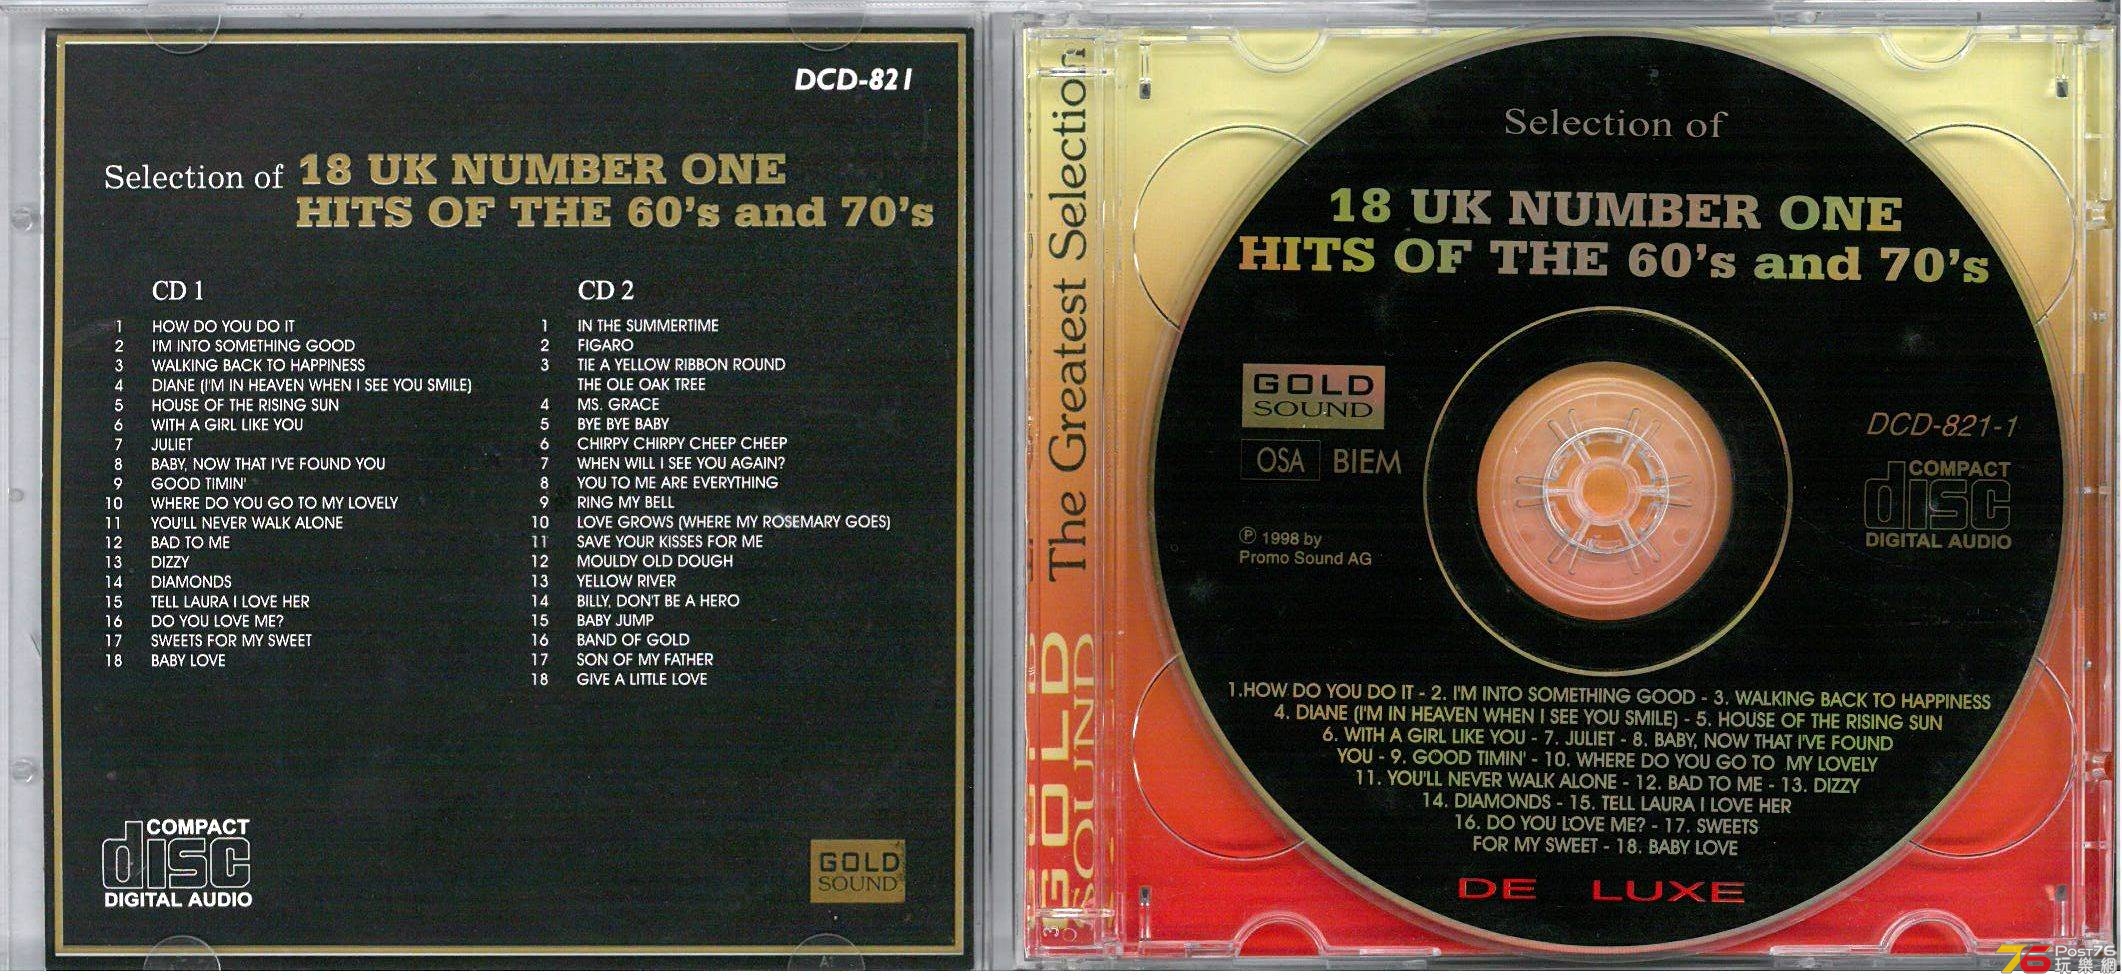 DCD-821
Selection of 18 UK NUMBER ONE
HITS OF THE 60's and 70's
CD 1
1 HOW DO YOU DO IT
2 I'M INTO SOMETHING GOOD
3 WALKING BACK TO HAPPINESS
4 DIANE (I'M IN HEAVEN WHEN I SEE YOU SMILE)
5 HOUSE OF THE RISING SUN
6 WITH A GIRL LIKE YOU
7 JULIET
8 BABY, NOW THAT I'VE FOUND YOU
9 GOOD TIMIN'
10 WHERE DO YOU GO TO MY LOVELY
11 YOU'LL NEVER WALK ALONE
12 BAD TO ME
13 DIZZY
14 DIAMONDS
15 TELL LAURA I LOVE HER
16 DO YOU LOVE ME?
17 SWEETS FOR MY SWEET
18 BABY LOVE
CD 2
1 IN THE SUMMERTIME
2 FIGARO
3 TIE A YELLOW RIBBON ROUND
THE OLE OAK TREE
4 MS. GRACE
5 BYE BYE BABY
6 CHIRPY CHIRPY CHEEP CHEEP
7 WHEN WILL I SEE YOU AGAIN?
8 YOU TO ME ARE EVERYTHING
9 RING MY BELL
10 LOVE GROWS (WHERE MY ROSEMARY GOES)
11 SAVE YOUR KISSES FOR ME
12 MOULDY OLD DOUGH
13 YELLOW RIVER
14 BILLY, DON'T BE A HERO
15 BABY JUMP
16 BAND OF GOLD
17 SON OF MY FATHER
18 GIVE A LITTLE LOVE
COMPACT
disc
DIGITAL AUDIO
GOLD
SOUND
The Greatest Selection
GOLD
SOUND
Selection of
18 UK NUMBER ONE
HITS OF THE 60's and 70's
GOLD
SOUND
OSA BIEM
℗ 1998 by
Promo Sound AG
DCD-821-1
COMPACT
disc
DIGITAL AUDIO
1.HOW DO YOU DO IT - 2. I'M INTO SOMETHING GOOD - 3. WALKING BACK TO HAPPINESS
4. DIANE (I'M IN HEAVEN WHEN I SEE YOU SMILE) - 5. HOUSE OF THE RISING SUN
6. WITH A GIRL LIKE YOU - 7. JULIET - 8. BABY, NOW THAT I'VE FOUND
YOU - 9. GOOD TIMIN' - 10. WHERE DO YOU GO TO MY LOVELY
11. YOU'LL NEVER WALK ALONE - 12. BAD TO ME - 13. DIZZY
14. DIAMONDS - 15. TELL LAURA I LOVE HER
16. DO YOU LOVE ME? - 17. SWEETS
FOR MY SWEET - 18. BABY LOVE
DE LUXE
76 POST76
玩樂網